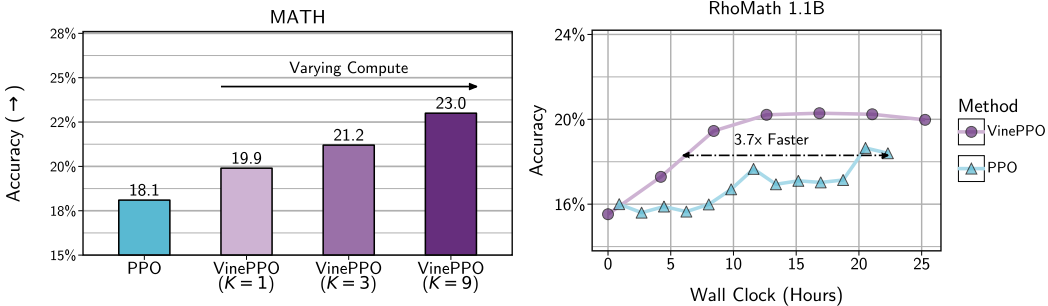 MATH
Accuracy (→)
28%
25%
22%
20%
18%
15%
Varying Compute
18.1
19.9
21.2
23.0
PPO
VinePPO
(K = 1)
VinePPO
(K = 3)
VinePPO
(K = 9)
RhoMath 1.1B
Accuracy
24%
20%
16%
3.7x Faster
0
5
10
15
20
25
Wall Clock (Hours)
Method
VinePPO
PPO